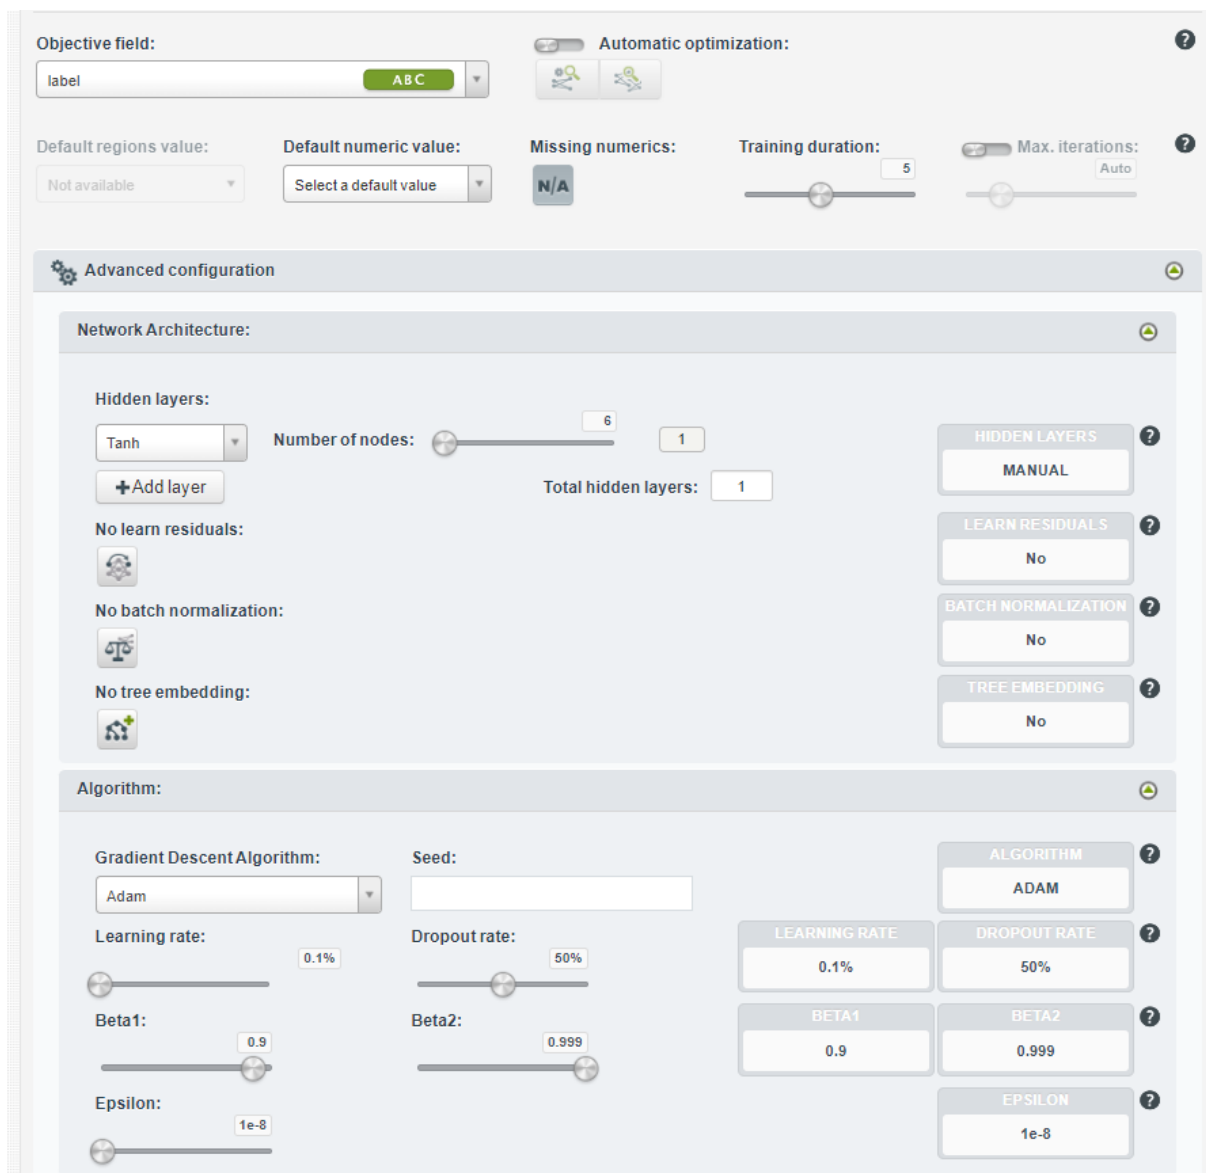 Objective field: Automatic optimization: ?
label ABC
Default regions value: Default numeric value: Missing numerics: Training duration: Max. iterations: ?
5 Auto
Not available Select a default value N/A
Advanced configuration
Network Architecture:
Hidden layers:
6
Tanh Number of nodes: 1 HIDDEN LAYERS ?
MANUAL
+Add layer Total hidden layers: 1
No learn residuals: LEARN RESIDUALS ?
No
No batch normalization: BATCH NORMALIZATION ?
No
No tree embedding: TREE EMBEDDING ?
No
Algorithm:
Gradient Descent Algorithm: Seed: ALGORITHM ?
Adam ADAM
Learning rate: Dropout rate: LEARNING RATE DROPOUT RATE ?
0.1% 50% 0.1% 50%
Beta1: Beta2: BETA1 BETA2 ?
0.9 0.999 0.9 0.999
Epsilon: EPSILON ?
1e-8 1e-8